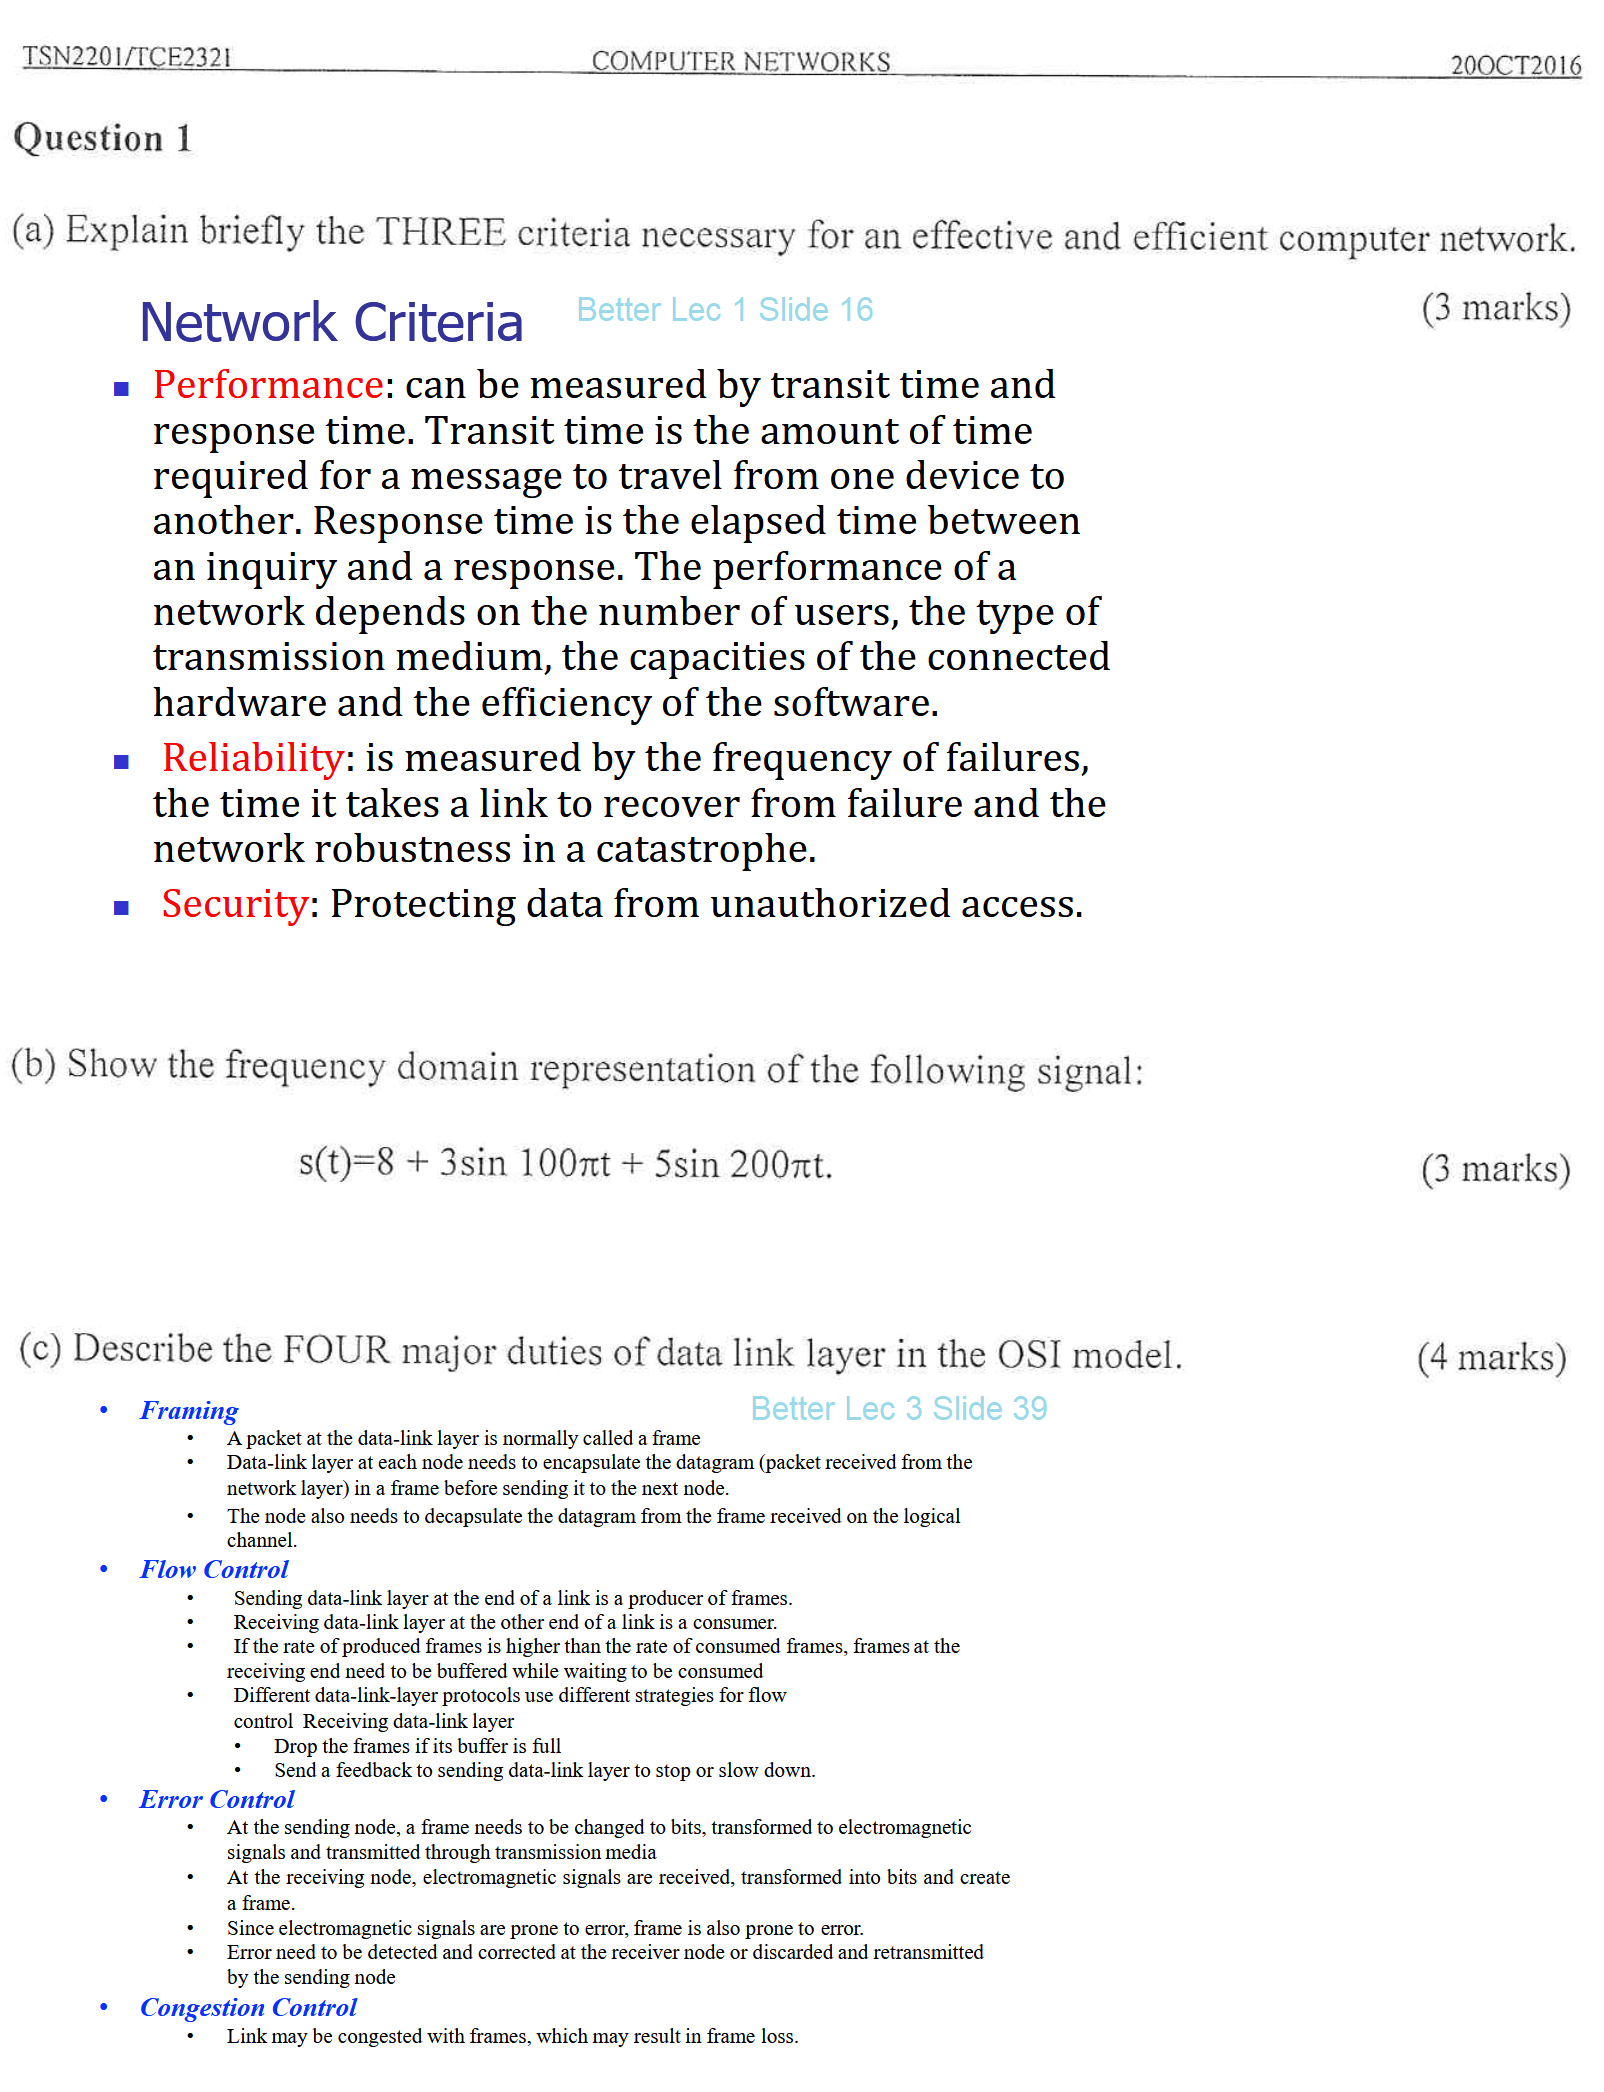 TSN2201/TCE2321 COMPUTER NETWORKS 20OCT2016
Question 1
(a) Explain briefly the THREE criteria necessary for an effective and efficient computer network.
(3 marks)
Network Criteria Better Lec 1 Slide 16
■ Performance: can be measured by transit time and
response time. Transit time is the amount of time
required for a message to travel from one device to
another. Response time is the elapsed time between
an inquiry and a response. The performance of a
network depends on the number of users, the type of
transmission medium, the capacities of the connected
hardware and the efficiency of the software.
■ Reliability: is measured by the frequency of failures,
the time it takes a link to recover from failure and the
network robustness in a catastrophe.
■ Security: Protecting data from unauthorized access.
(b) Show the frequency domain representation of the following signal:
s(t)=8 + 3sin 100πt + 5sin 200πt. (3 marks)
(c) Describe the FOUR major duties of data link layer in the OSI model. (4 marks)
• Framing Better Lec 3 Slide 39
• A packet at the data-link layer is normally called a frame
• Data-link layer at each node needs to encapsulate the datagram (packet received from the
network layer) in a frame before sending it to the next node.
• The node also needs to decapsulate the datagram from the frame received on the logical
channel.
• Flow Control
• Sending data-link layer at the end of a link is a producer of frames.
• Receiving data-link layer at the other end of a link is a consumer.
• If the rate of produced frames is higher than the rate of consumed frames, frames at the
receiving end need to be buffered while waiting to be consumed
• Different data-link-layer protocols use different strategies for flow
control Receiving data-link layer
• Drop the frames if its buffer is full
• Send a feedback to sending data-link layer to stop or slow down.
• Error Control
• At the sending node, a frame needs to be changed to bits, transformed to electromagnetic
signals and transmitted through transmission media
• At the receiving node, electromagnetic signals are received, transformed into bits and create
a frame.
• Since electromagnetic signals are prone to error, frame is also prone to error.
• Error need to be detected and corrected at the receiver node or discarded and retransmitted
by the sending node
• Congestion Control
• Link may be congested with frames, which may result in frame loss.